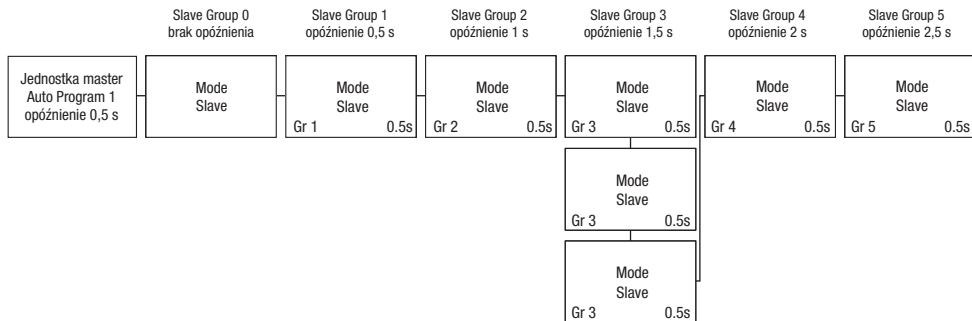 Slave Group 0
brak opóźnienia
Slave Group 1
opóźnienie 0,5 s
Slave Group 2
opóźnienie 1 s
Slave Group 3
opóźnienie 1,5 s
Slave Group 4
opóźnienie 2 s
Slave Group 5
opóźnienie 2,5 s
Jednostka master
Auto Program 1
opóźnienie 0,5 s
Mode
Slave
Mode
Slave
Gr 1 0.5s
Mode
Slave
Gr 2 0.5s
Mode
Slave
Gr 3 0.5s
Mode
Slave
Gr 4 0.5s
Mode
Slave
Gr 5 0.5s
Mode
Slave
Gr 3 0.5s
Mode
Slave
Gr 3 0.5s